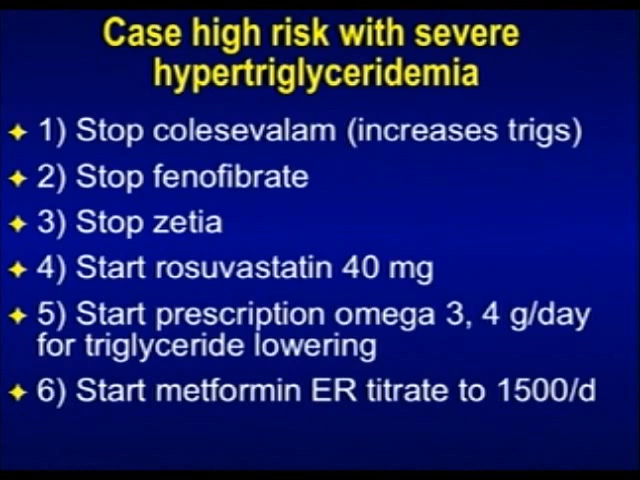 Case high risk with severe
hypertriglyceridemia
1) Stop colesevalam (increases trigs)
2) Stop fenofibrate
3) Stop zetia
4) Start rosuvastatin 40 mg
5) Start prescription omega 3, 4 g/day
for triglyceride lowering
6) Start metformin ER titrate to 1500/d